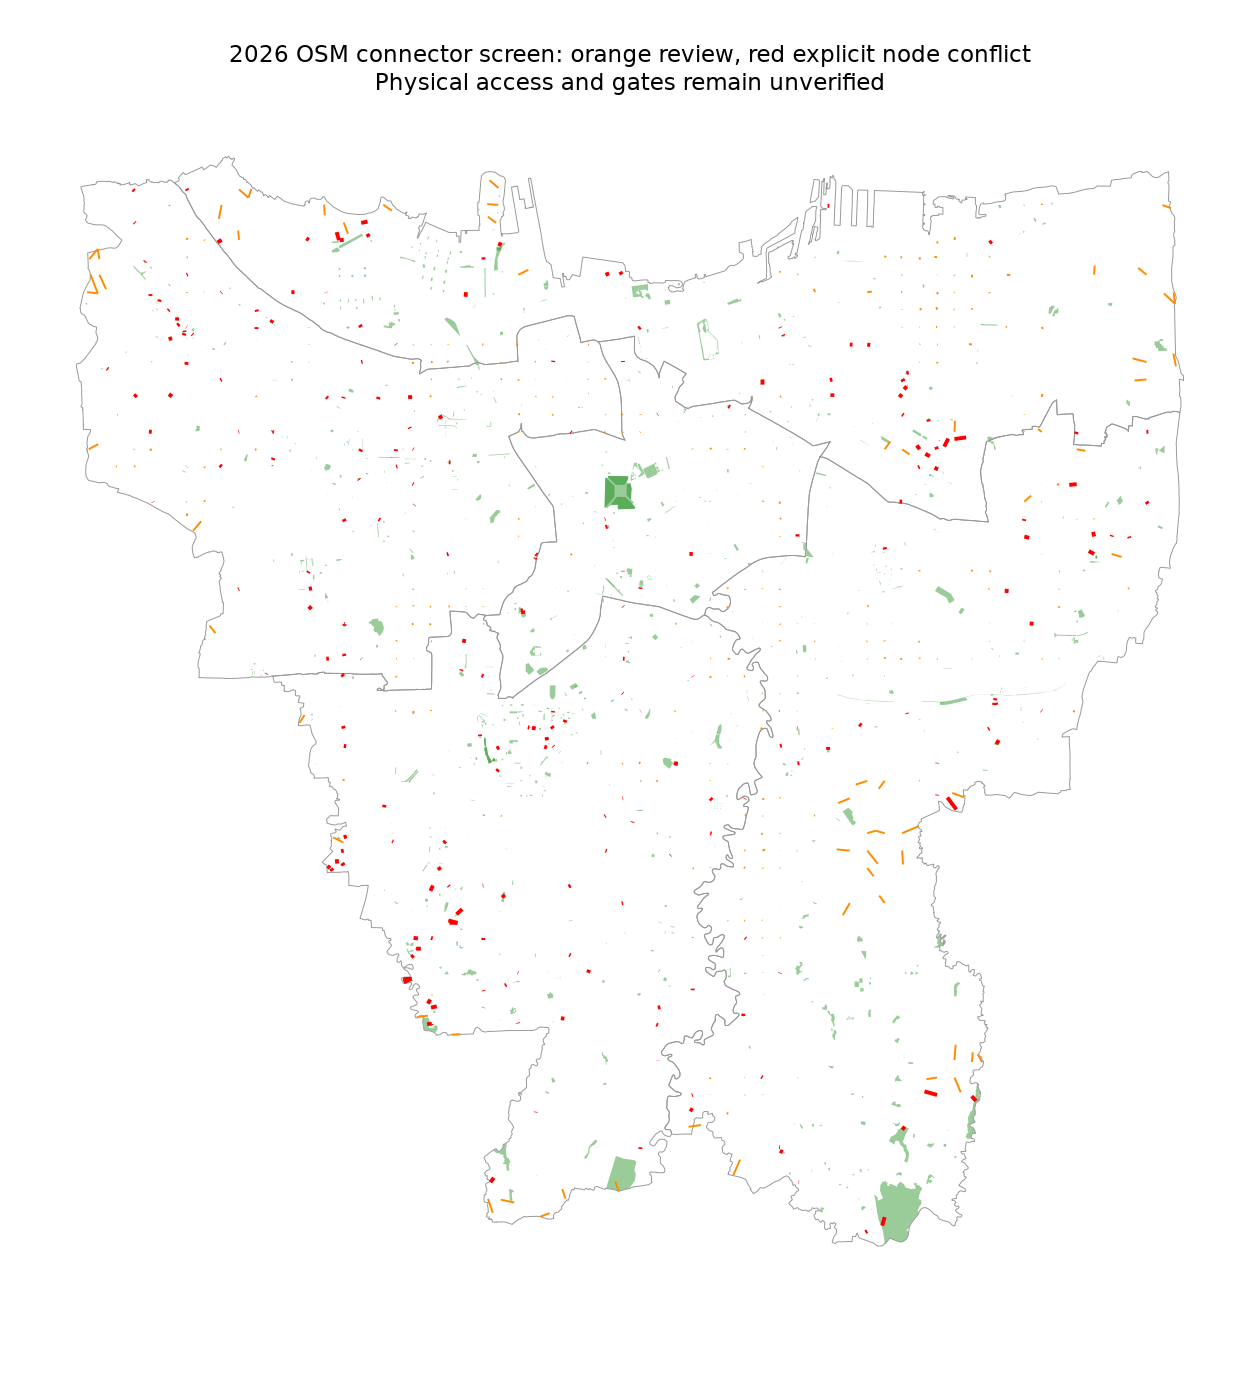 2026 OSM connector screen: orange review, red explicit node conflict
Physical access and gates remain unverified